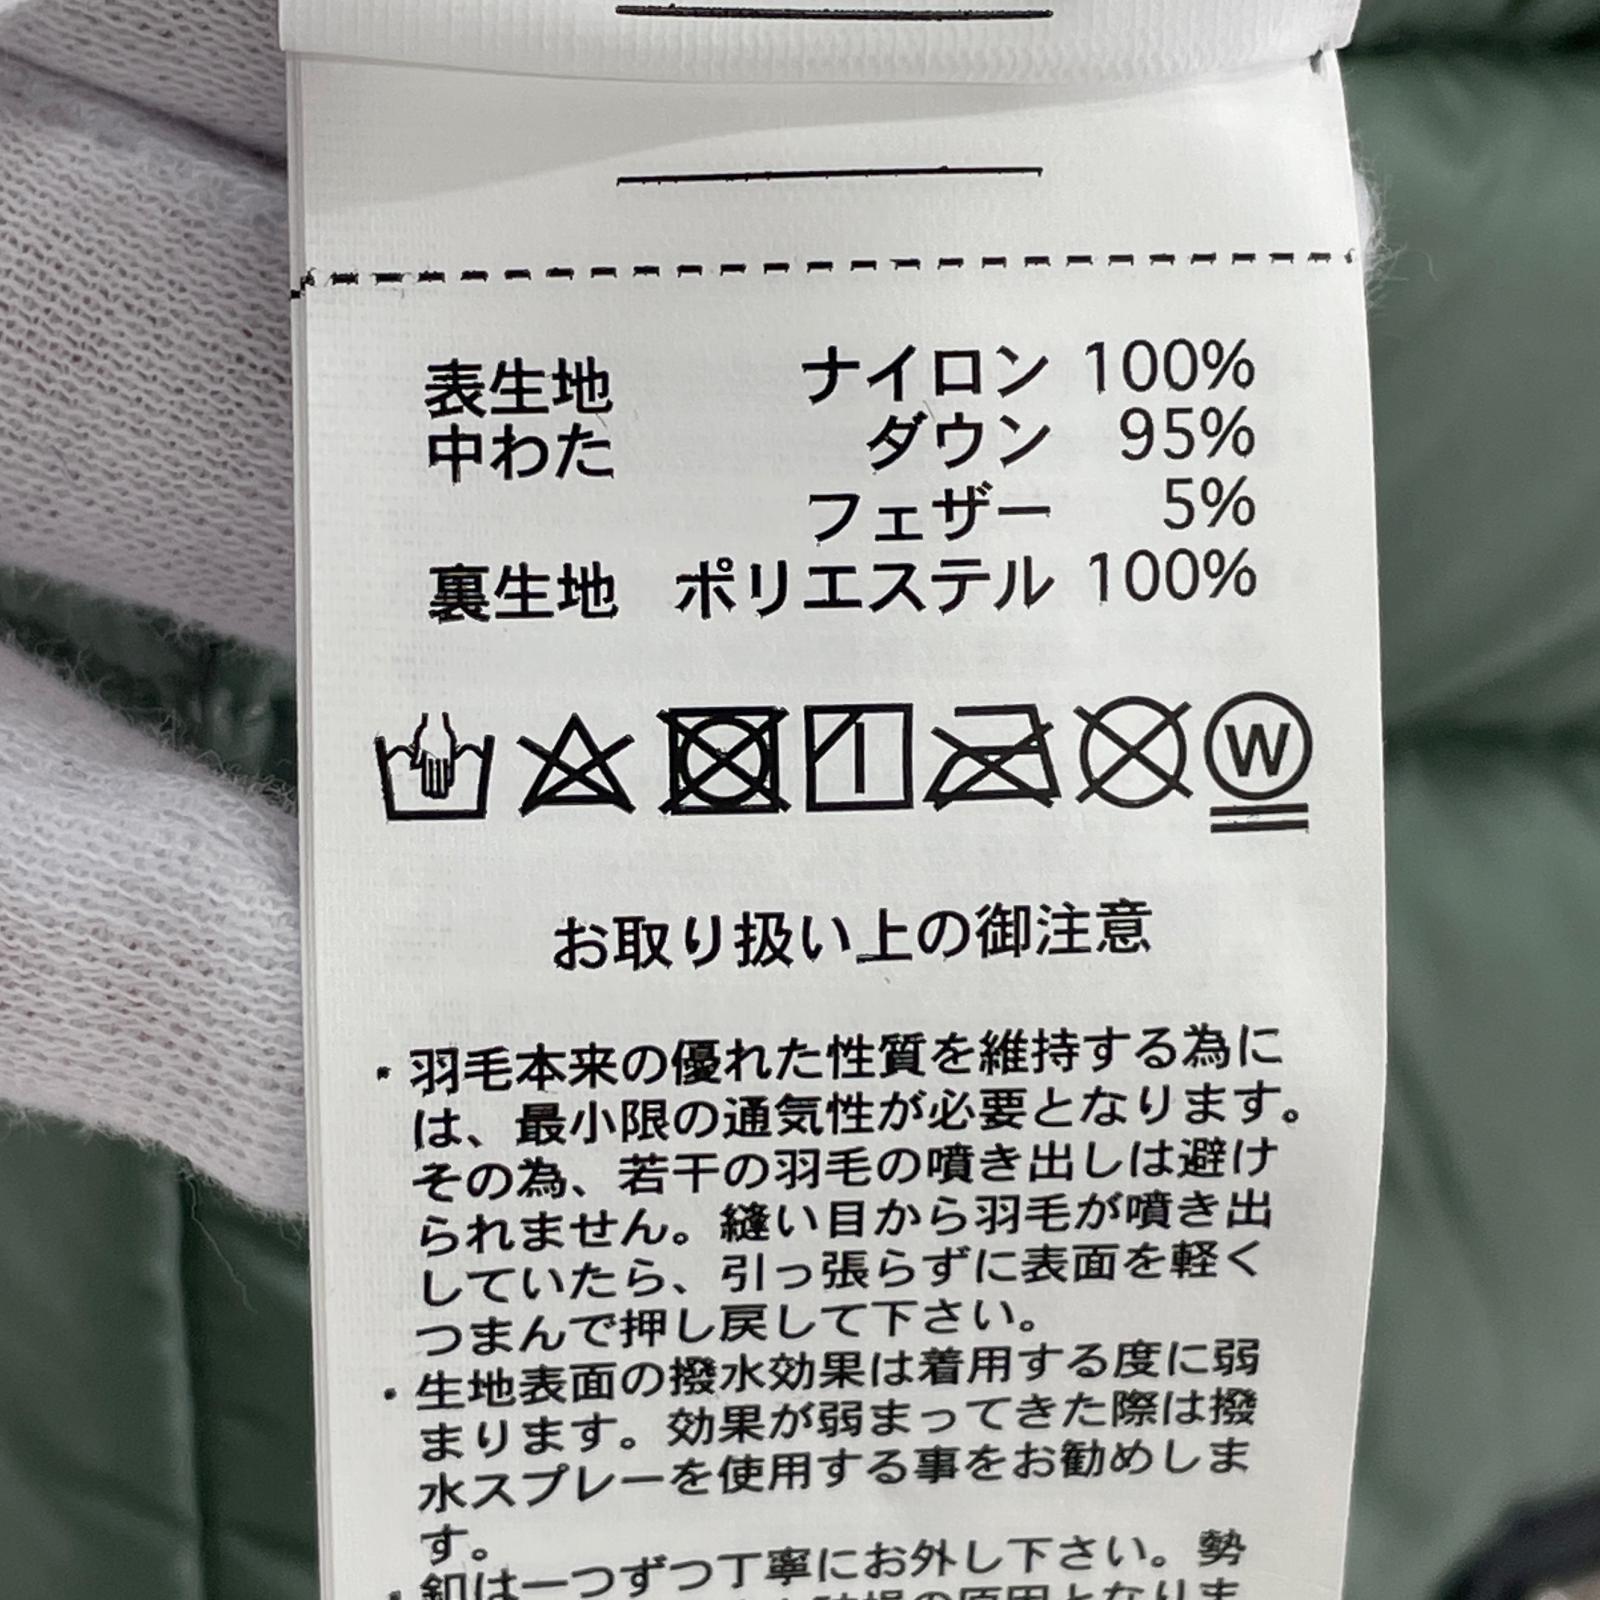 表生地 ナイロン 100%
中わた ダウン 95%
フェザー 5%
裏生地 ポリエステル 100%
W
お取り扱い上の御注意
・羽毛本来の優れた性質を維持する為に
は、最小限の通気性が必要となります。
その為、若干の羽毛の噴き出しは避け
られません。縫い目から羽毛が噴き出
していたら、引っ張らずに表面を軽く
つまんで押し戻して下さい。
・生地表面の撥水効果は着用する度に弱
まります。効果が弱まってきた際は撥
水スプレーを使用する事をお勧めしま
す。
・釦は一つずつ丁寧にお外し下さい。勢
の原因となりま